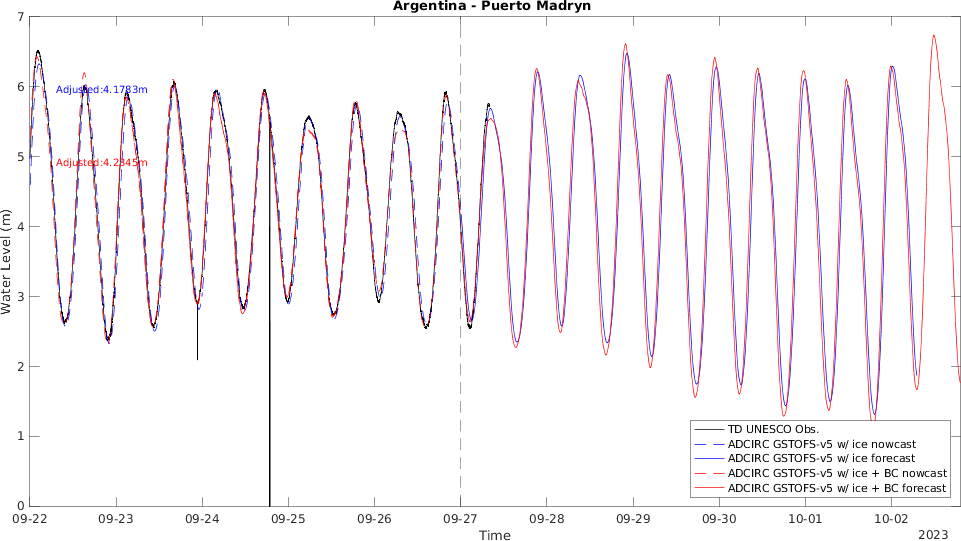 Argentina - Puerto Madryn
7
6
5
4
3
2
1
0
Water Level (m)
Adjusted:4.1783m
Adjusted:4.2345m
TD UNESCO Obs.
ADCIRC GSTOFS-v5 w/ ice nowcast
ADCIRC GSTOFS-v5 w/ ice forecast
ADCIRC GSTOFS-v5 w/ ice + BC nowcast
ADCIRC GSTOFS-v5 w/ ice + BC forecast
09-22 09-23 09-24 09-25 09-26 09-27 09-28 09-29 09-30 10-01 10-02
Time
2023